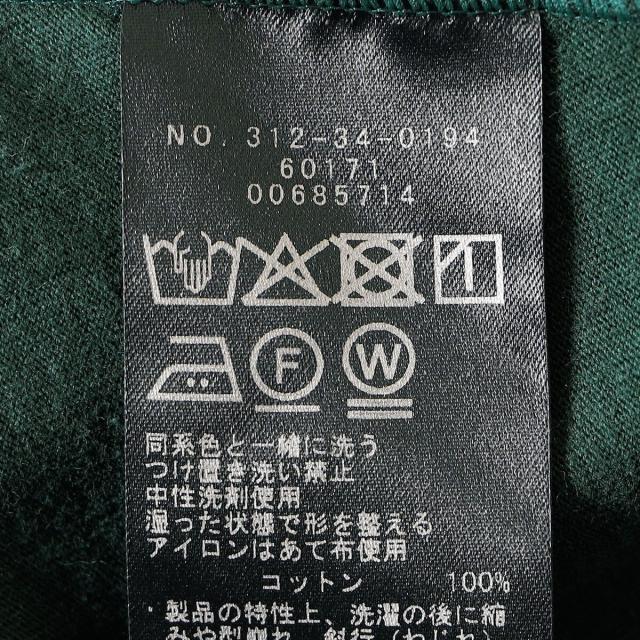 NO. 312-34-0194
60171
00685714
F W
同系色と一緒に洗う
つけ置き洗い禁止
中性洗剤使用
湿った状態で形を整える
アイロンはあて布使用
コットン 100%
・製品の特性上、洗濯の後に縮
みや型崩れ、斜行(ねじれ)